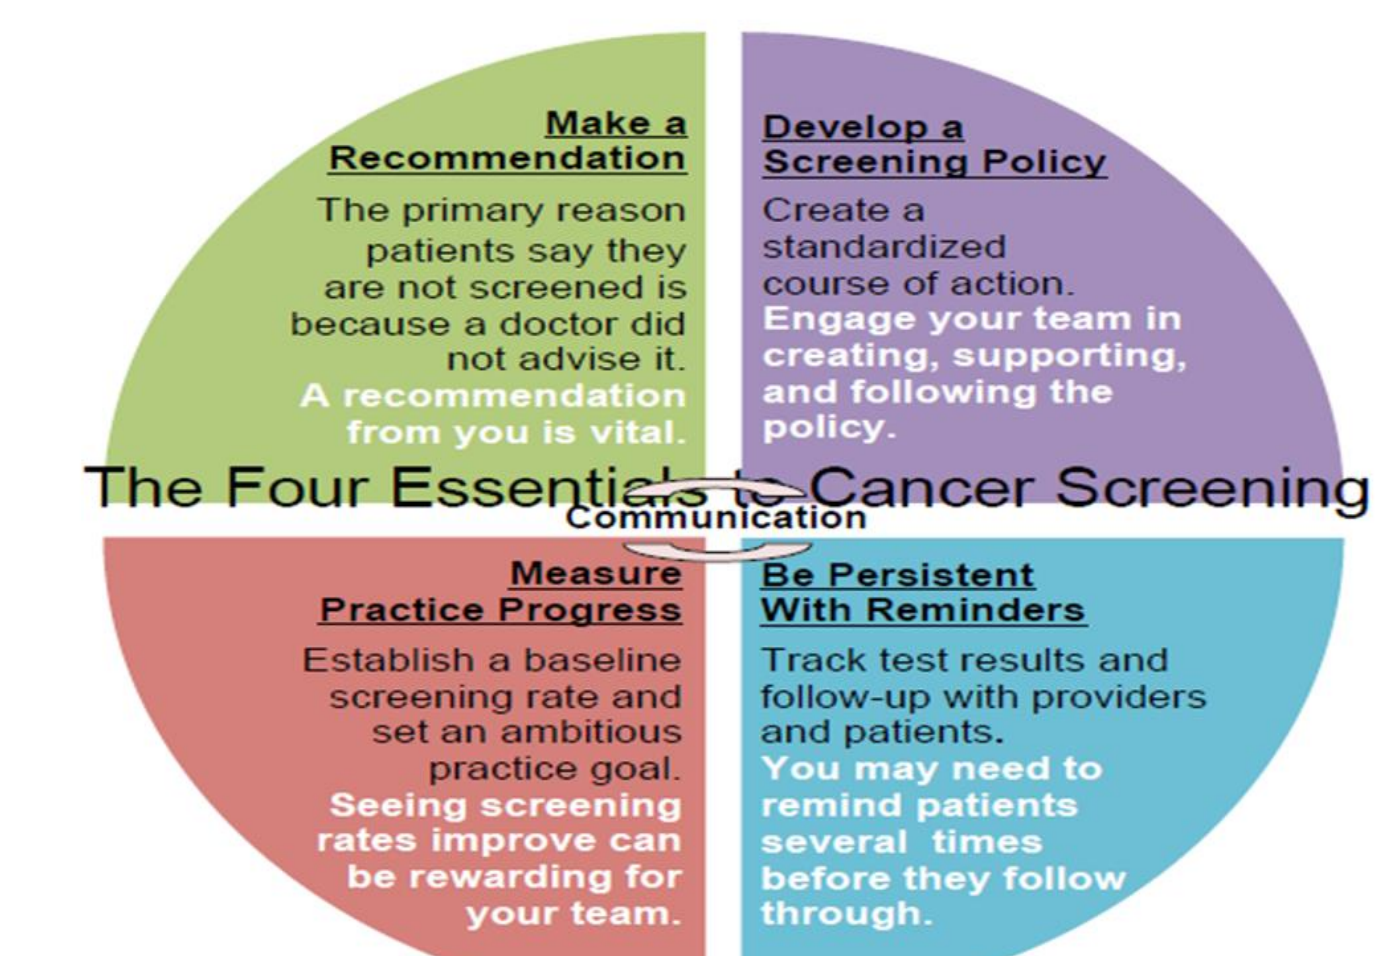 Make a
Recommendation
The primary reason
patients say they
are not screened is
because a doctor did
not advise it.
A recommendation
from you is vital.
Develop a
Screening Policy
Create a
standardized
course of action.
Engage your team in
creating, supporting,
and following the
policy.
The Four Essentials to Cancer Screening
Communication
Measure
Practice Progress
Establish a baseline
screening rate and
set an ambitious
practice goal.
Seeing screening
rates improve can
be rewarding for
your team.
Be Persistent
With Reminders
Track test results and
follow-up with providers
and patients.
You may need to
remind patients
several times
before they follow
through.